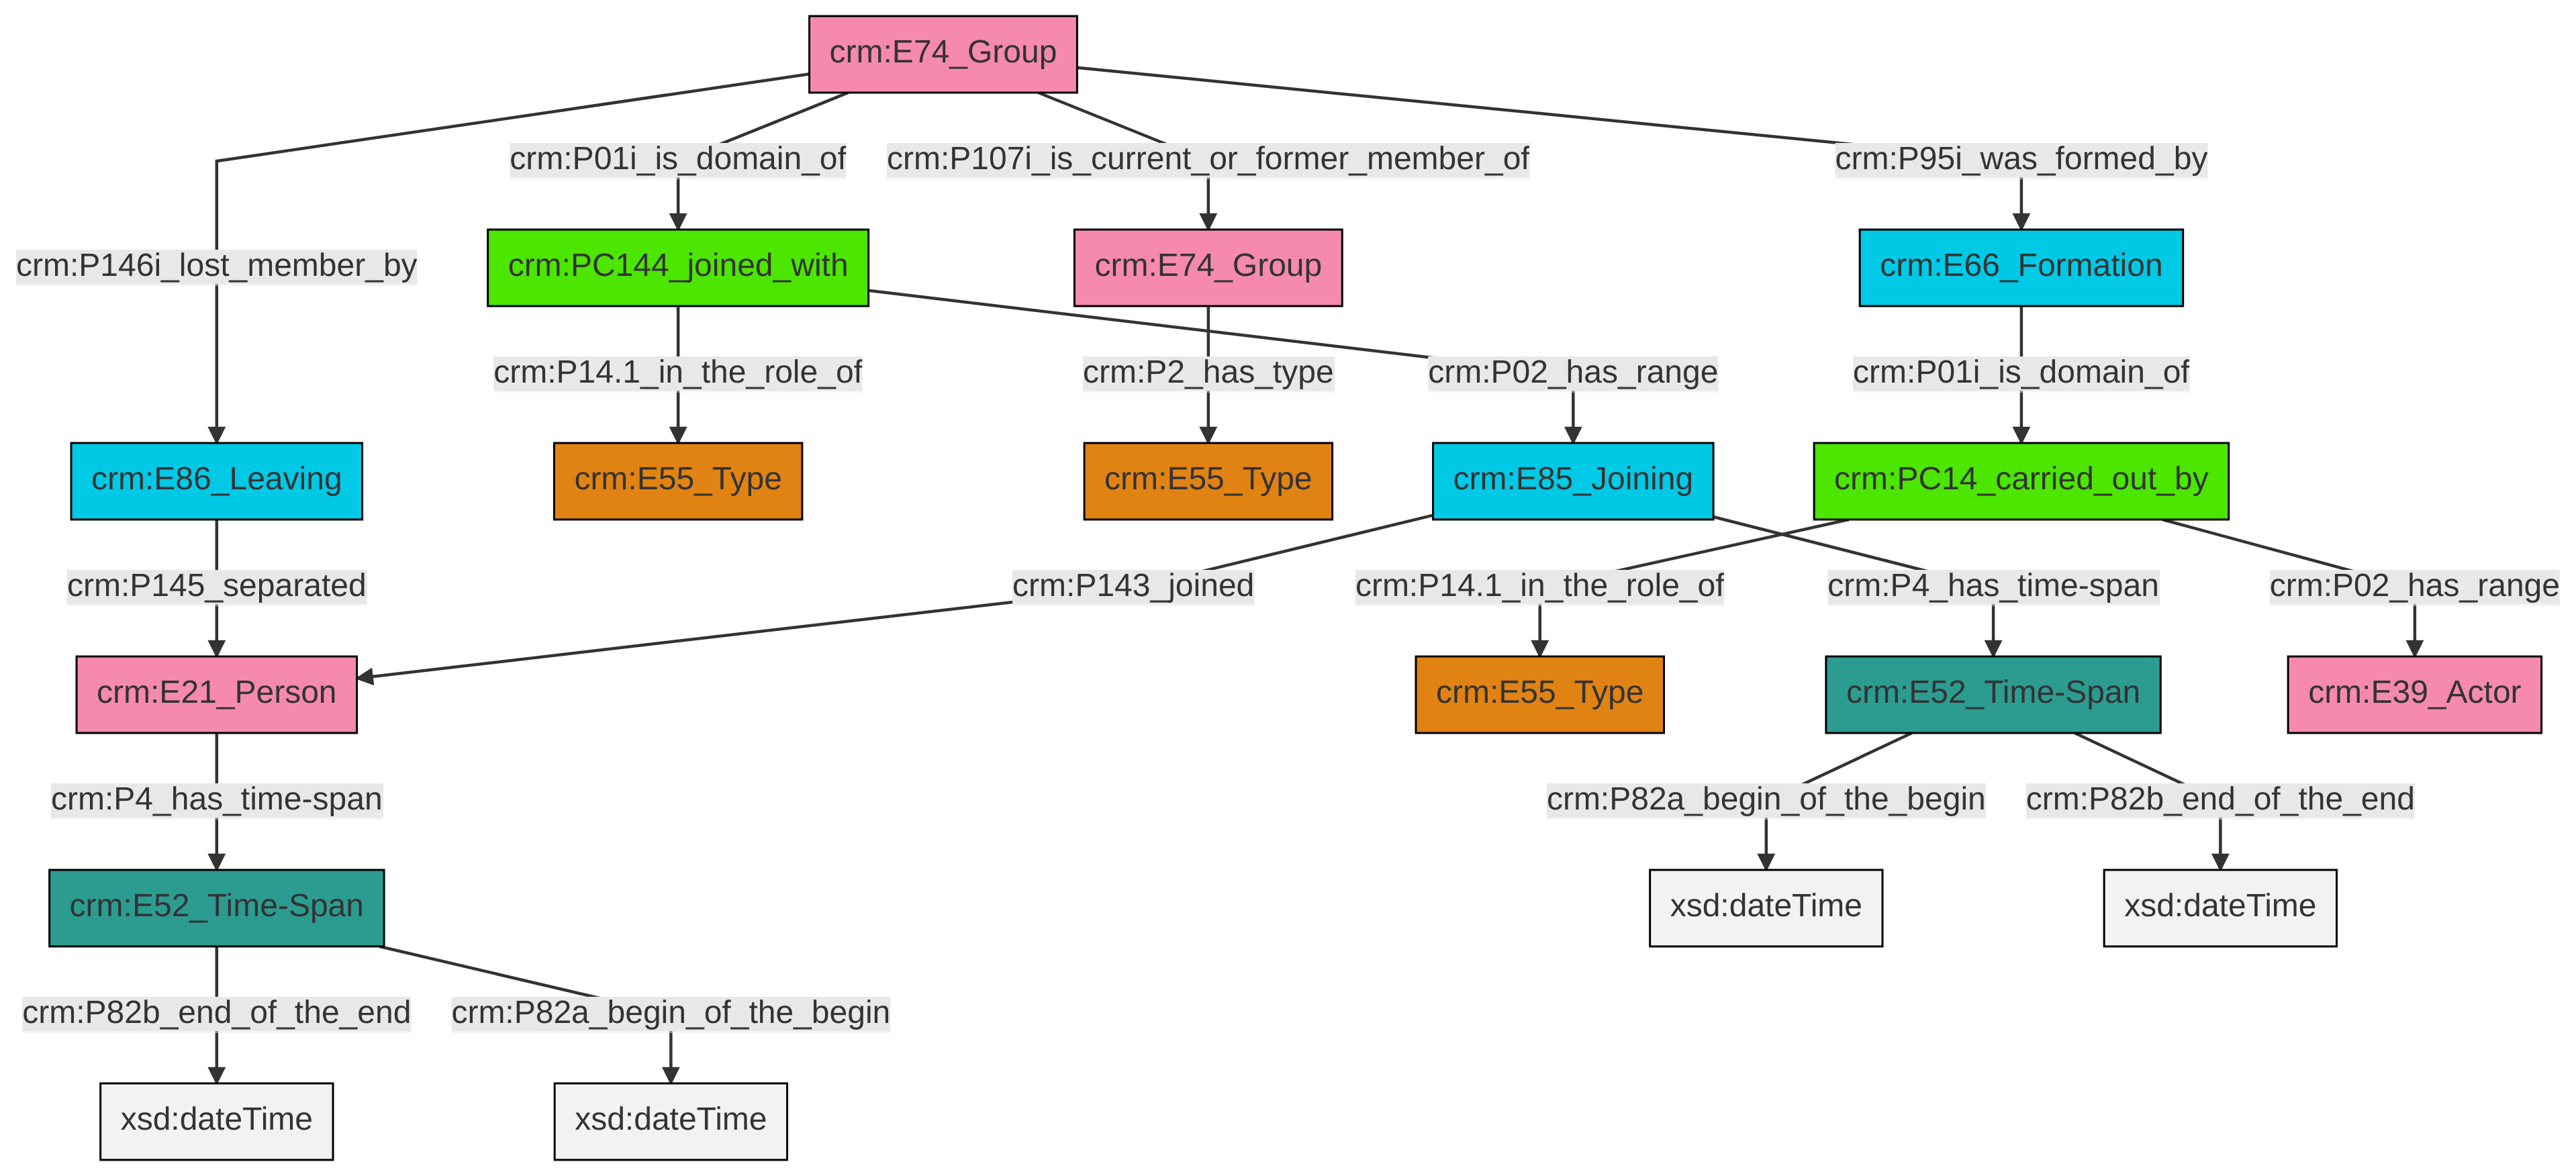 crm:E74_Group
crm:P01i_is_domain_of
crm:P107i_is_current_or_former_member_of
crm:P95i_was_formed_by
crm:P146i_lost_member_by
crm:PC144_joined_with
crm:E74_Group
crm:E66_Formation
crm:P14.1_in_the_role_of
crm:P2_has_type
crm:P02_has_range
crm:P01i_is_domain_of
crm:E86_Leaving
crm:E55_Type
crm:E55_Type
crm:E85_Joining
crm:PC14_carried_out_by
crm:P145_separated
crm:P143_joined
crm:P14.1_in_the_role_of
crm:P4_has_time-span
crm:P02_has_range
crm:E21_Person
crm:E55_Type
crm:E52_Time-Span
crm:E39_Actor
crm:P4_has_time-span
crm:P82a_begin_of_the_begin
crm:P82b_end_of_the_end
crm:E52_Time-Span
xsd:dateTime
xsd:dateTime
crm:P82b_end_of_the_end
crm:P82a_begin_of_the_begin
xsd:dateTime
xsd:dateTime